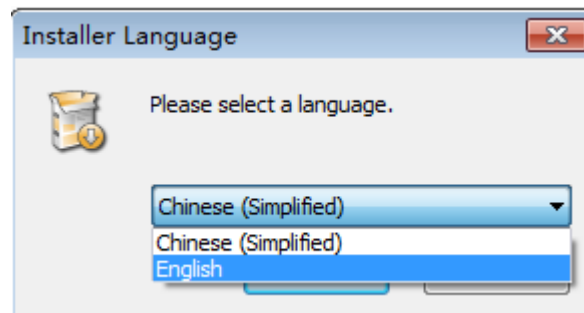 Installer Language
Please select a language.
Chinese (Simplified)
Chinese (Simplified)
English